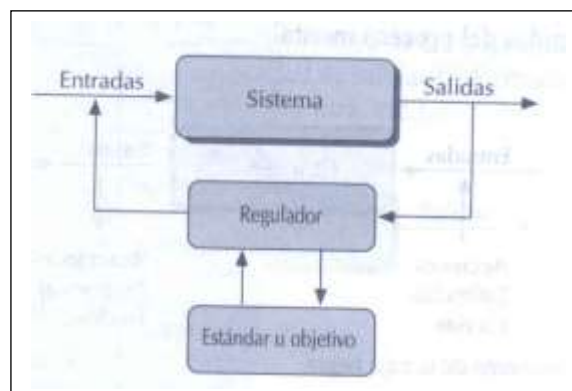 Entradas
Sistema
Salidas
Regulador
Estándar u objetivo